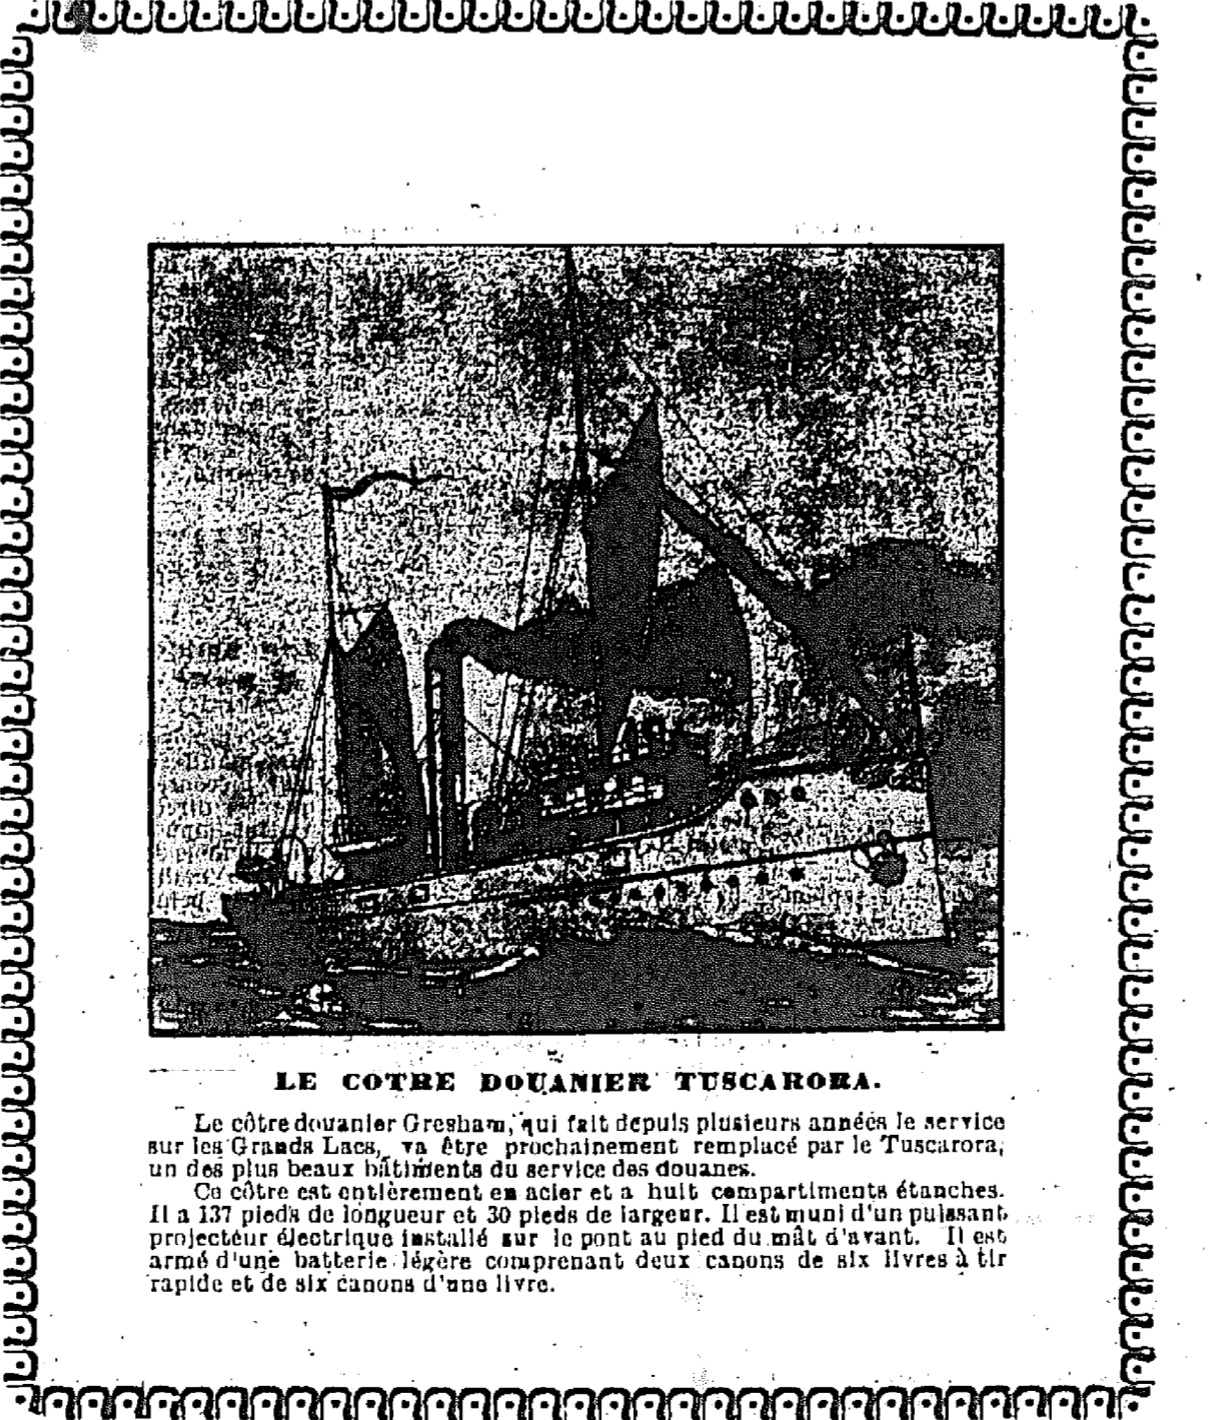 LE COTRE DOUANIER TUSCARORA.
Le côtre douanier Gresham, qui fait depuis plusieurs années le service
sur les Grands Lacs, va être prochainement remplacé par le Tuscarora,
un des plus beaux bâtiments du service des douanes.
Ce côtre est entièrement en acier et a huit compartiments étanches.
Il a 137 pieds de longueur et 30 pieds de largeur. Il est muni d'un puissant
projecteur électrique installé sur le pont au pied du mât d'avant. Il est
armé d'une batterie légère comprenant deux canons de six livres à tir
rapide et de six canons d'une livre.